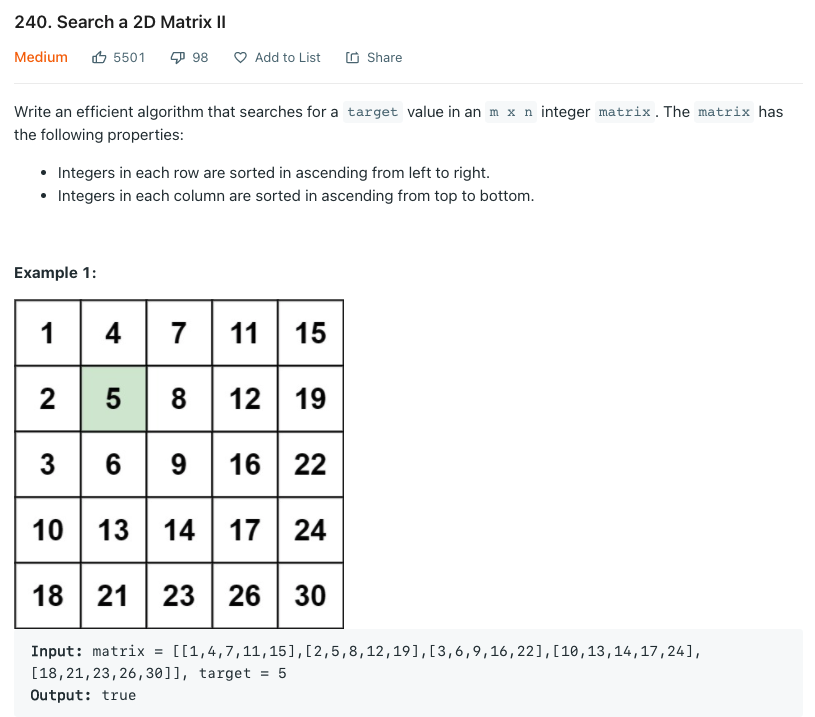 240. Search a 2D Matrix II
Medium 5501 98 Add to List Share
Write an efficient algorithm that searches for a target value in an m x n integer matrix. The matrix has
the following properties:
• Integers in each row are sorted in ascending from left to right.
• Integers in each column are sorted in ascending from top to bottom.
Example 1:
1 4 7 11 15
2 5 8 12 19
3 6 9 16 22
10 13 14 17 24
18 21 23 26 30
Input: matrix = [[1,4,7,11,15],[2,5,8,12,19],[3,6,9,16,22],[10,13,14,17,24],
[18,21,23,26,30]], target = 5
Output: true